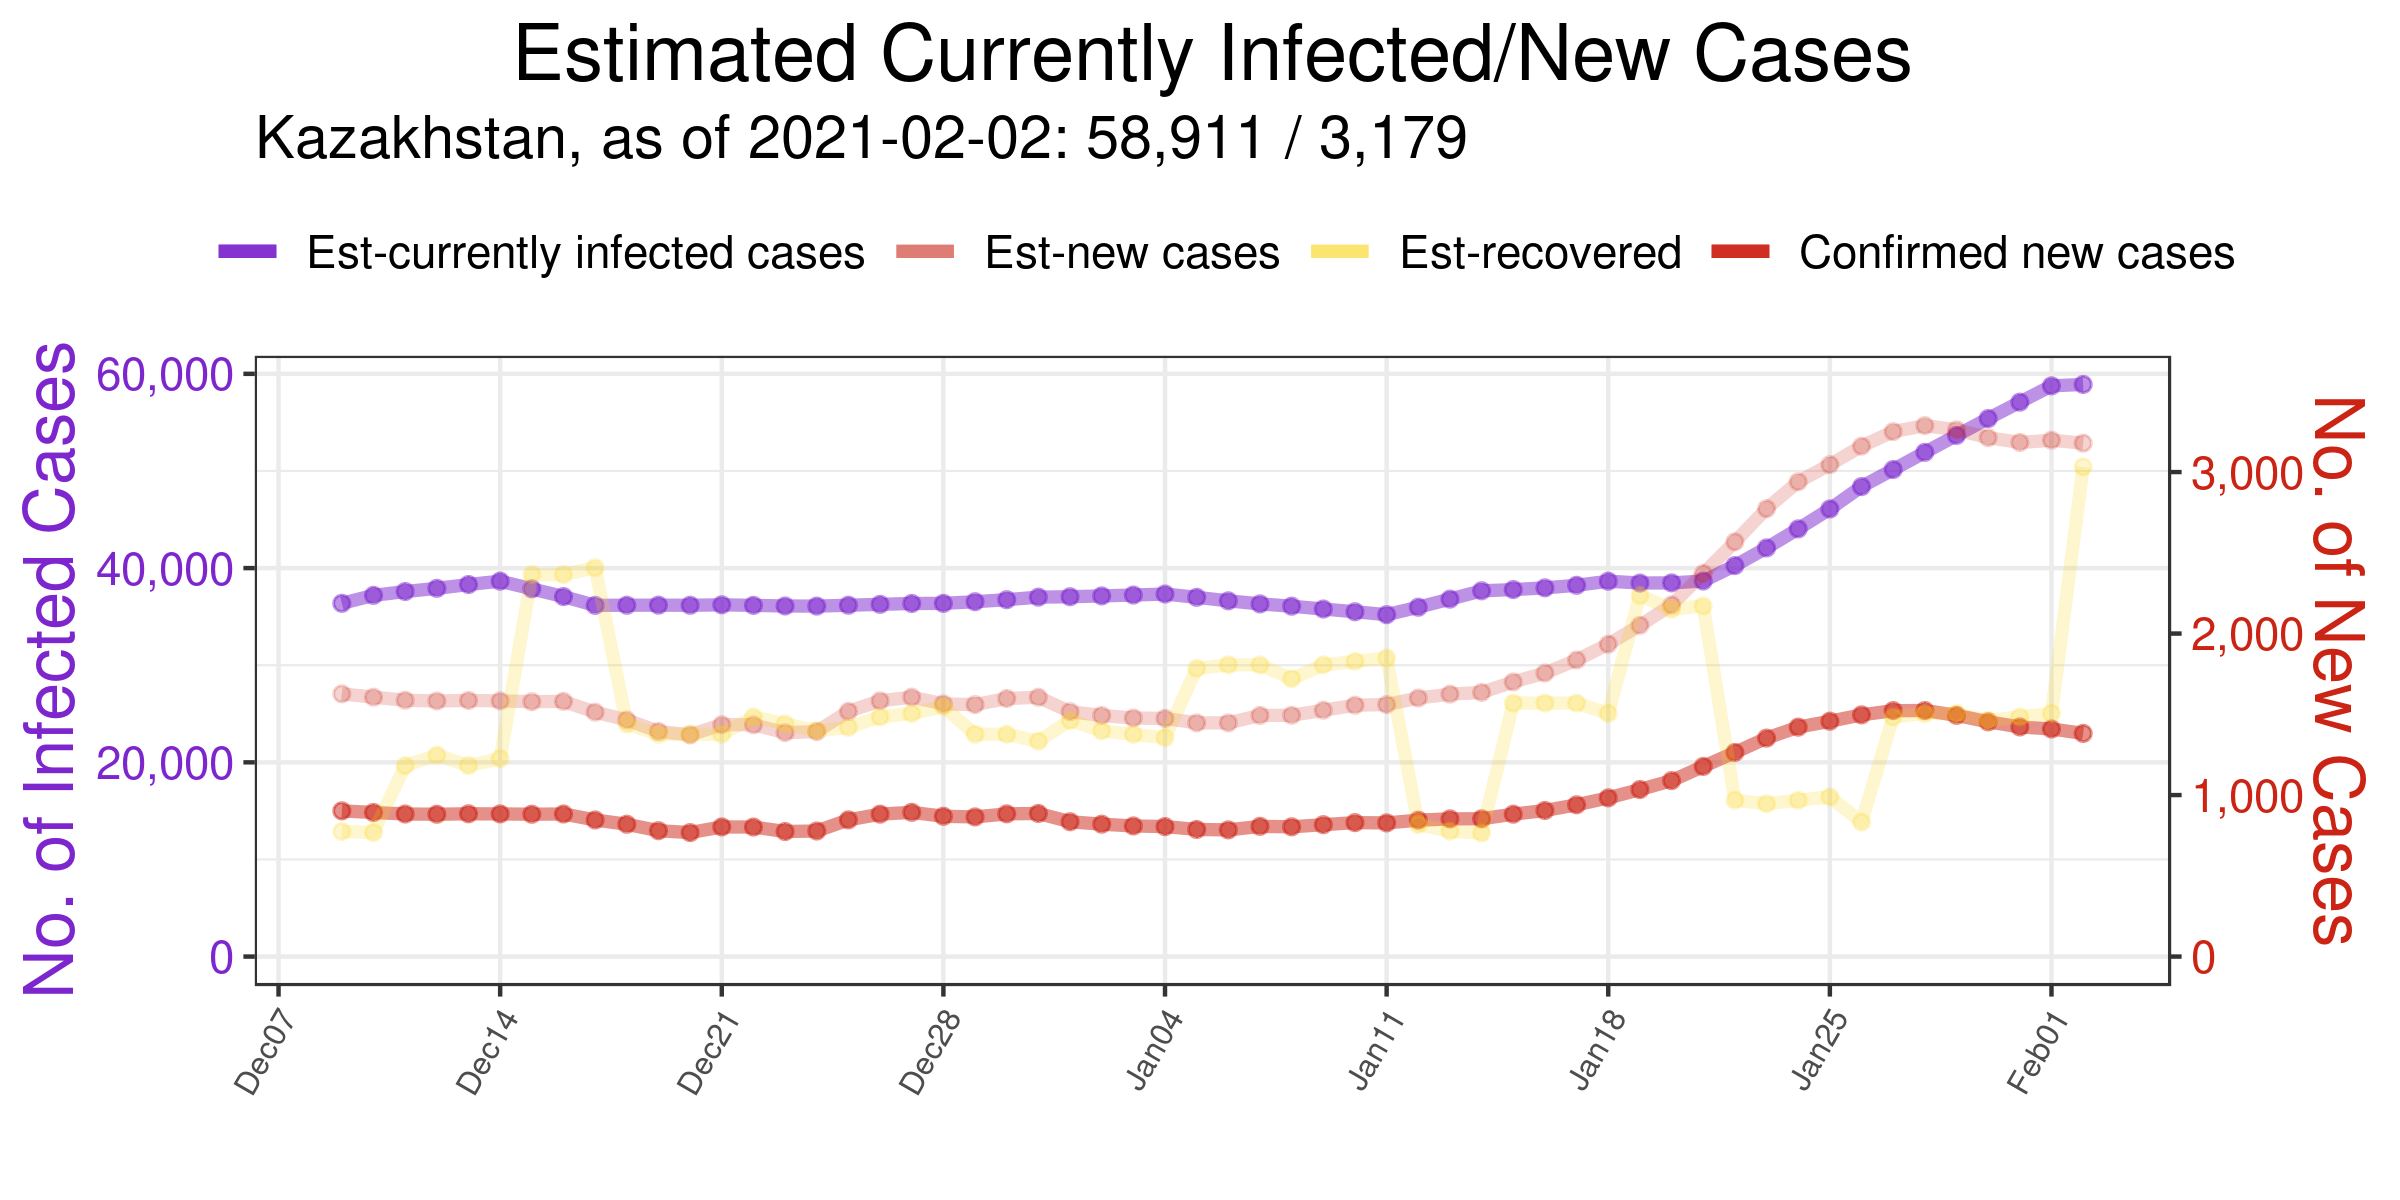 Estimated Currently Infected/New Cases
Kazakhstan, as of 2021-02-02: 58,911 / 3,179
Est-currently infected cases Est-new cases Est-recovered Confirmed new cases
No. of Infected Cases
60,000
40,000
20,000
0
3,000
2,000
1,000
0
No. of New Cases
Dec07 Dec14 Dec21 Dec28 Jan04 Jan11 Jan18 Jan25 Feb01